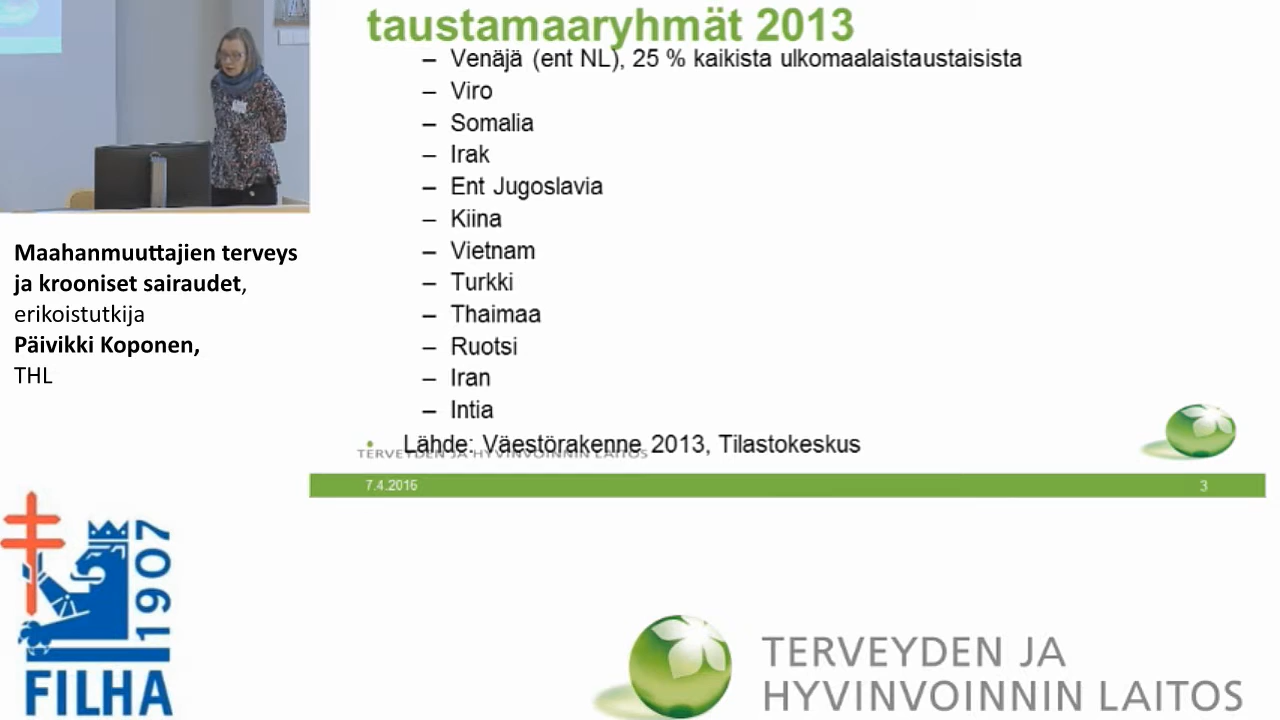 taustamaaryhmät 2013
– Venäjä (ent NL), 25 % kaikista ulkomaalaistaustaisista
– Viro
– Somalia
– Irak
– Ent Jugoslavia
– Kiina
– Vietnam
– Turkki
– Thaimaa
– Ruotsi
– Iran
– Intia
• Lähde: Väestörakenne 2013, Tilastokeskus
TERVEYDEN JA HYVINVOINNIN LAITOS
7.4.2016
3
Maahanmuuttajien terveys
ja krooniset sairaudet,
erikoistutkija
Päivikki Koponen,
THL
1907
FILHA
TERVEYDEN JA
HYVINVOINNIN LAITOS